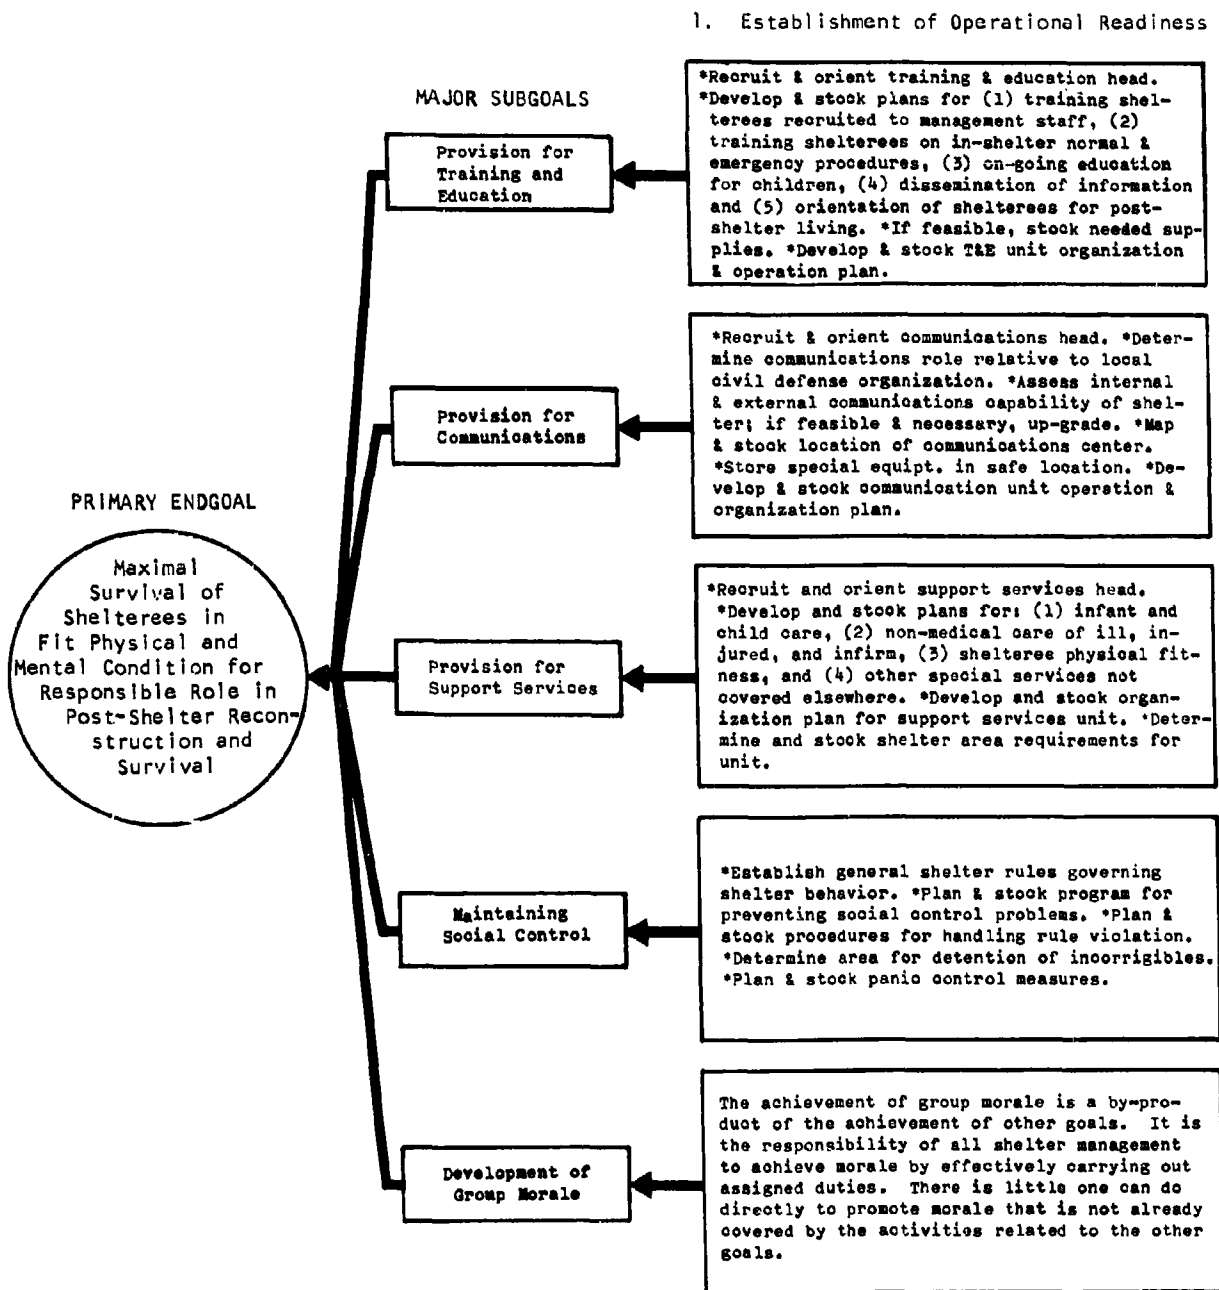 1. Establishment of Operational Readiness
MAJOR SUBGOALS
Provision for
Training and
Education
*Recruit & orient training & education head.
*Develop & stock plans for (1) training shel-
terees recruited to management staff, (2)
training shelterees on in-shelter normal &
emergency procedures, (3) on-going education
for children, (4) dissemination of information
and (5) orientation of shelterees for post-
shelter living. *If feasible, stock needed sup-
plies. *Develop & stock T&E unit organization
& operation plan.
Provision for
Communications
*Recruit & orient communications head. *Deter-
mine communications role relative to local
civil defense organization. *Assess internal
& external communications capability of shel-
ter; if feasible & necessary, up-grade. *Map
& stock location of communications center.
*Store special equipt. in safe location. *De-
velop & stock communication unit operation &
organization plan.
PRIMARY ENDGOAL
Maximal
Survival of
Shelterees in
Fit Physical and
Mental Condition for
Responsible Role in
Post-Shelter Recon-
struction and
Survival
Provision for
Support Services
*Recruit and orient support services head.
*Develop and stock plans for: (1) infant and
child care, (2) non-medical care of ill, in-
jured, and infirm, (3) shelteree physical fit-
ness, and (4) other special services not
covered elsewhere. *Develop and stock organ-
ization plan for support services unit. *Deter-
mine and stock shelter area requirements for
unit.
Maintaining
Social Control
*Establish general shelter rules governing
shelter behavior. *Plan & stock program for
preventing social control problems. *Plan &
stock procedures for handling rule violation.
*Determine area for detention of incorrigibles.
*Plan & stock panic control measures.
Development of
Group Morale
The achievement of group morale is a by-pro-
duct of the achievement of other goals. It is
the responsibility of all shelter management
to achieve morale by effectively carrying out
assigned duties. There is little one can do
directly to promote morale that is not already
covered by the activities related to the other
goals.